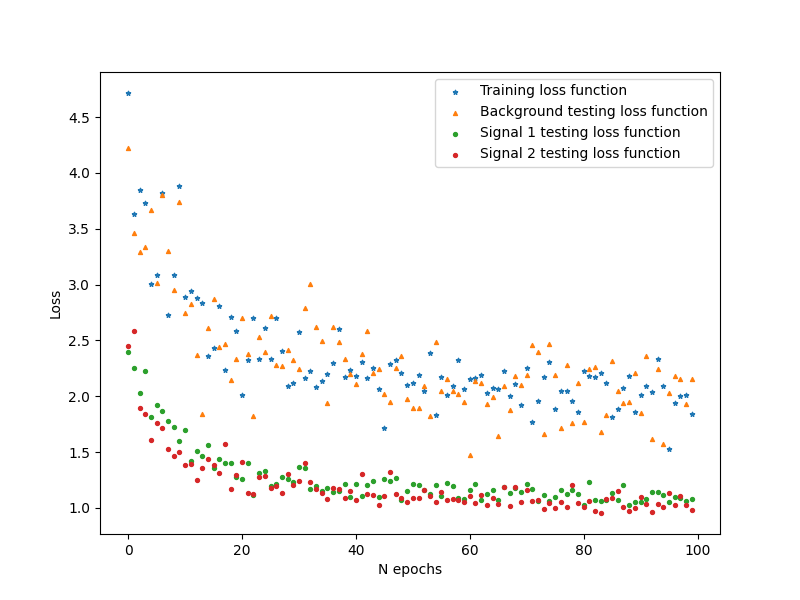 Training loss function
Background testing loss function
Signal 1 testing loss function
Signal 2 testing loss function
4.5
4.0
3.5
3.0
2.5
2.0
1.5
1.0
Loss
0 20 40 60 80 100
N epochs